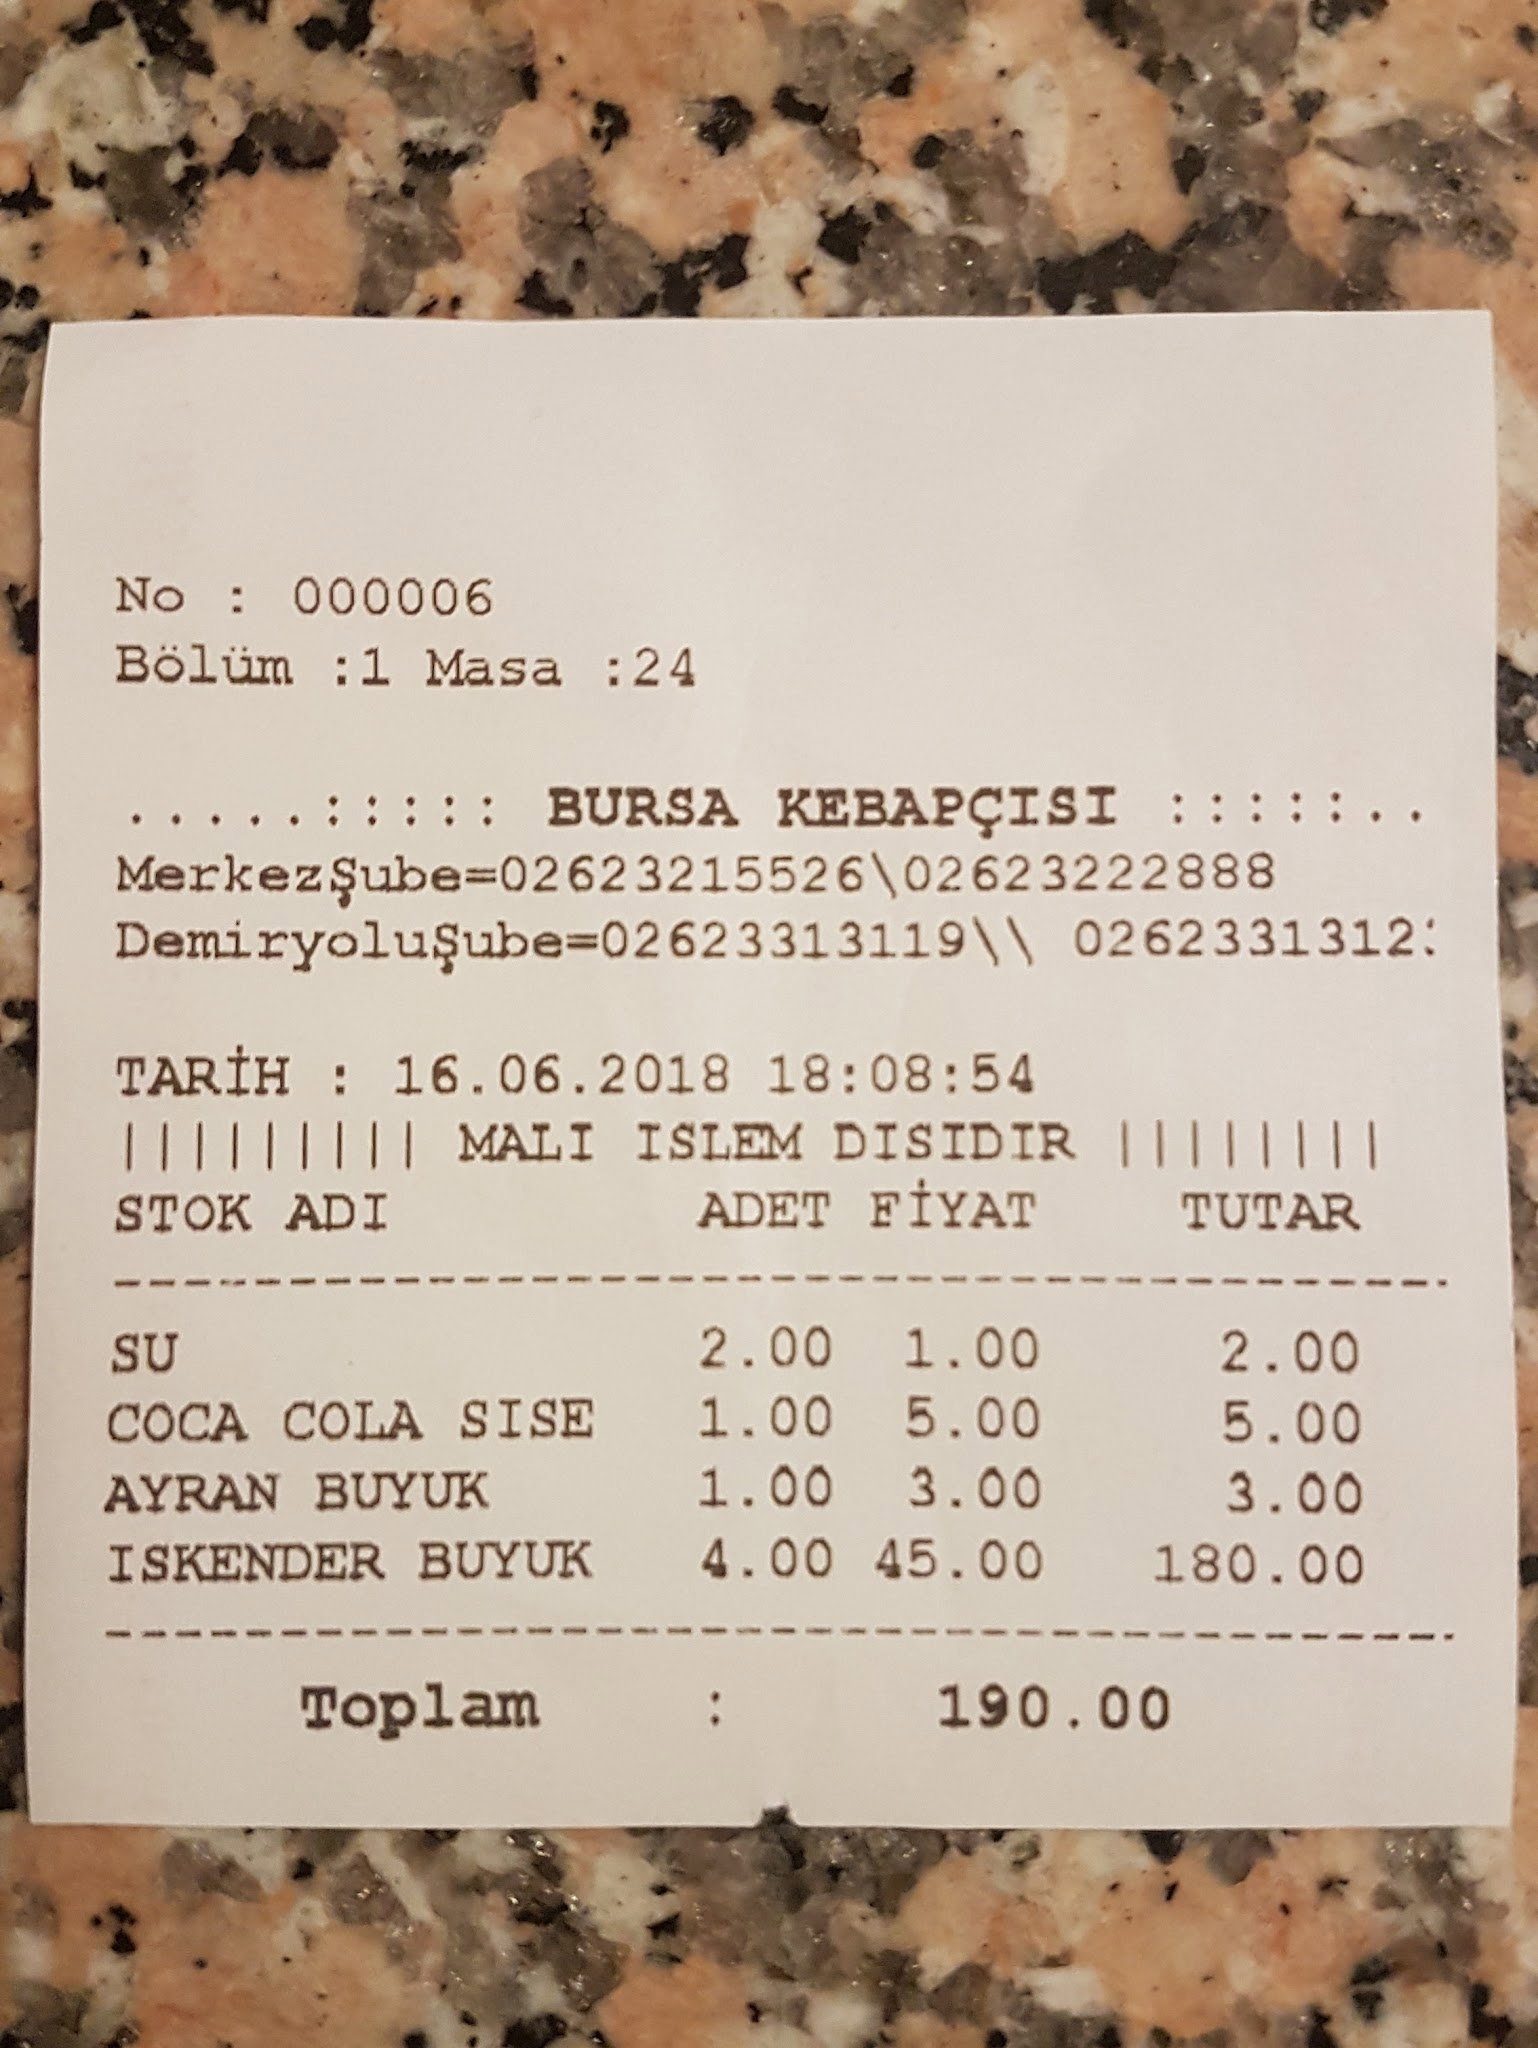 No : 000006
Bölüm :1 Masa :24
.....::::: BURSA KEBAPÇISI :::::..
MerkezŞube=02623215526\02623222888
DemiryoluŞube=02623313119\\
TARİH : 16.06.2018 18:08:54
||||||||| MALI ISLEM DISIDIR ||||||||
STOK ADI ADET FİYAT TUTAR
--------------------------------------
SU 2.00 1.00 2.00
COCA COLA SISE 1.00 5.00 5.00
AYRAN BUYUK 1.00 3.00 3.00
ISKENDER BUYUK 4.00 45.00 180.00
--------------------------------------
Toplam : 190.00